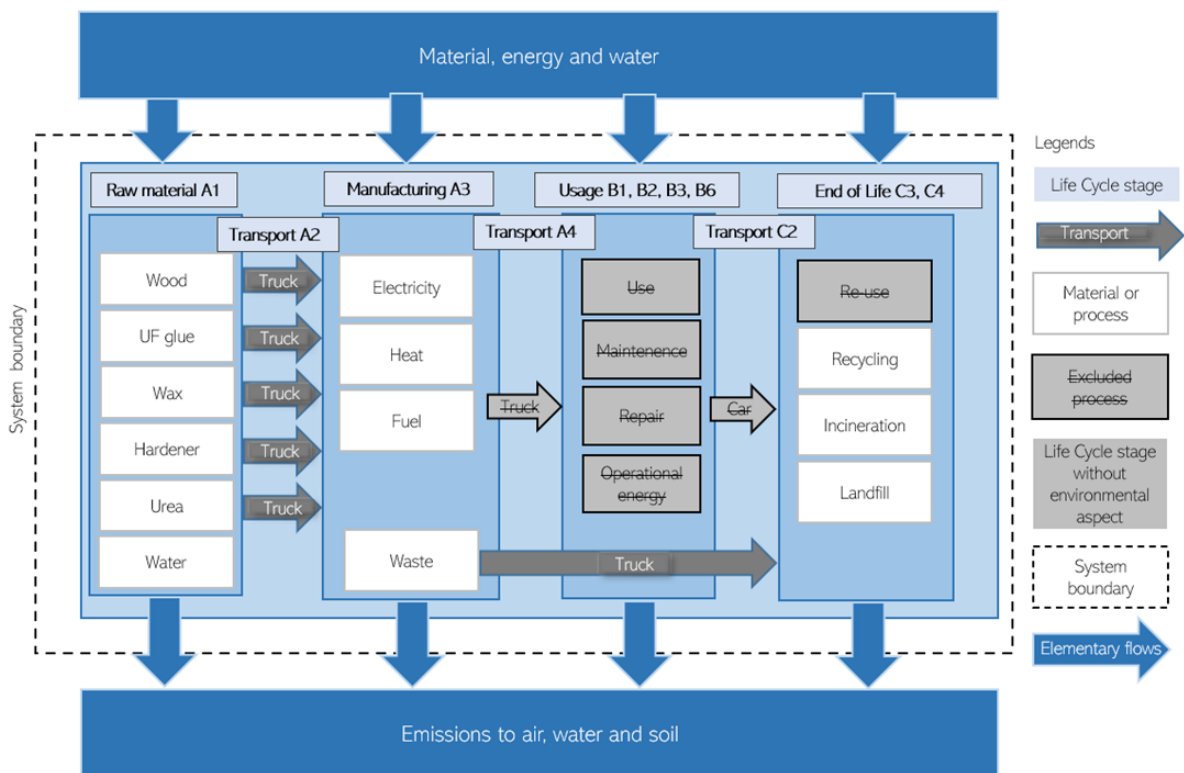 Material, energy and water
System boundary
Raw material A1
Manufacturing A3
Usage B1, B2, B3, B6
End of Life C3, C4
Transport A2
Transport A4
Transport C2
Wood
UF glue
Wax
Hardener
Urea
Water
Truck
Truck
Truck
Truck
Truck
Electricity
Heat
Fuel
Waste
Truck
Truck
Use
Maintenence
Repair
Operational
energy
Car
Re-use
Recycling
Incineration
Landfill
Emissions to air, water and soil
Legends
Life Cycle stage
Transport
Material or
process
Excluded
process
Life Cycle stage
without
environmental
aspect
System
boundary
Elementary flows